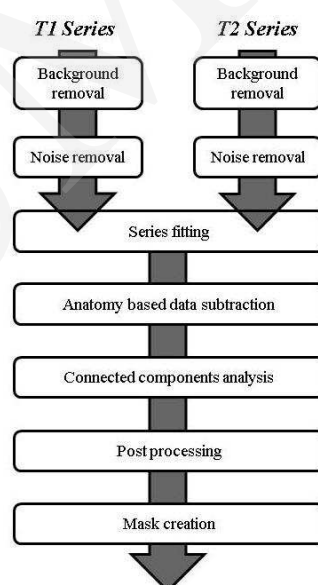 T1 Series
T2 Series
Background
removal
Background
removal
Noise removal
Noise removal
Series fitting
Anatomy based data subtraction
Connected components analysis
Post processing
Mask creation